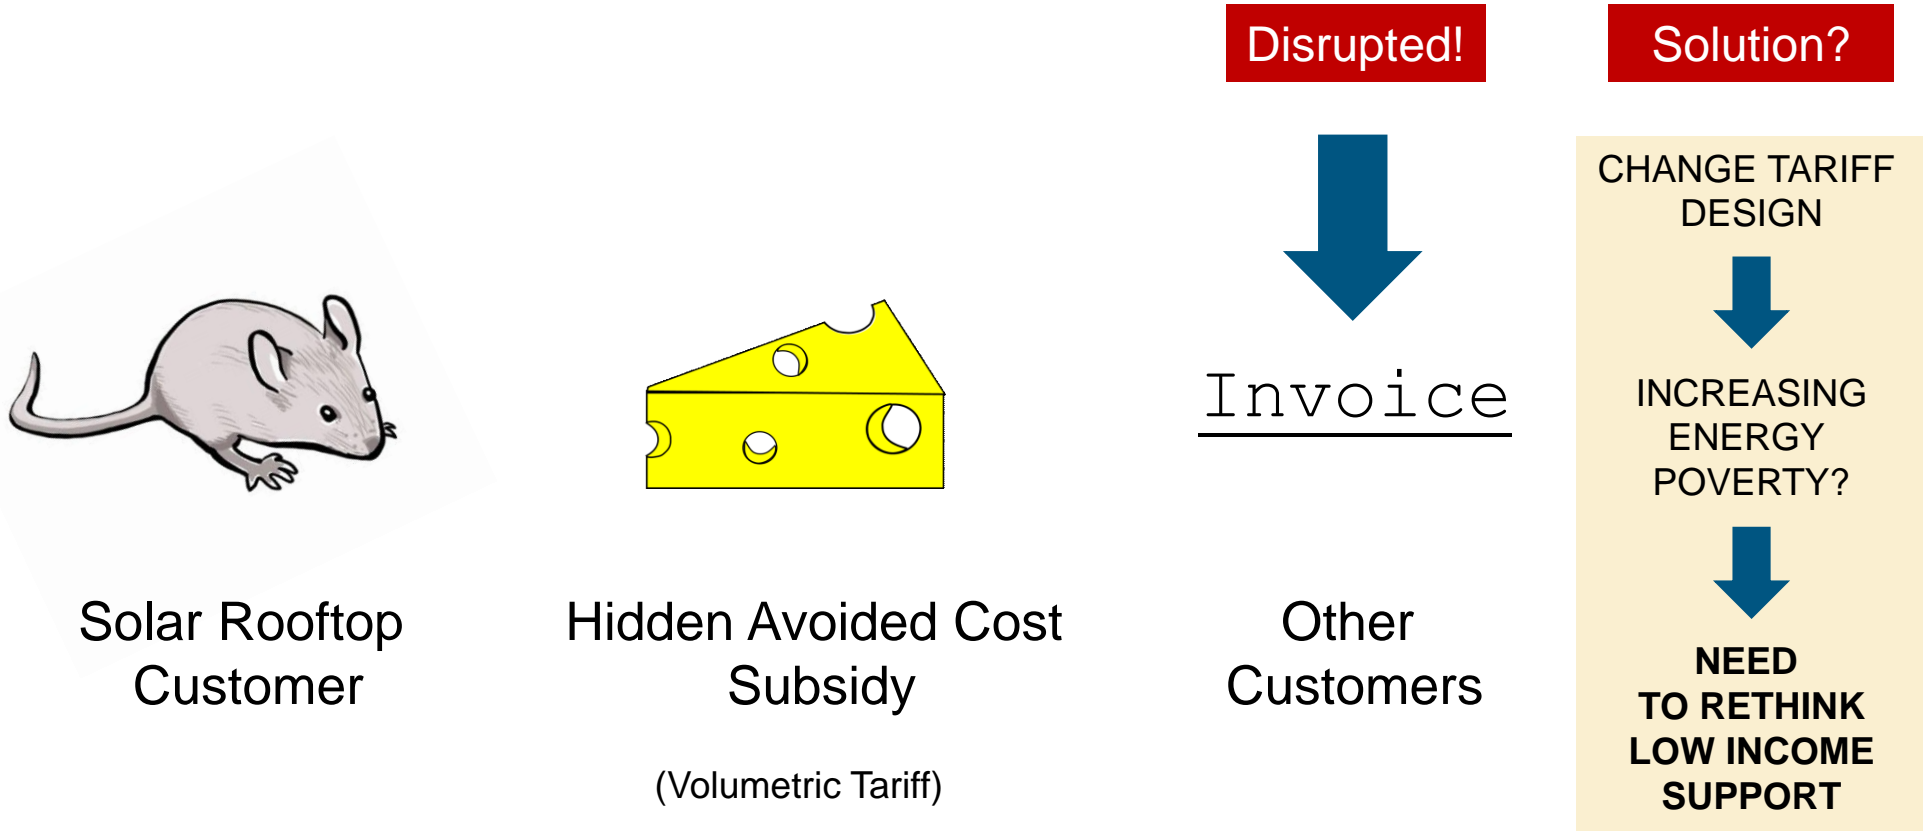 Disrupted!
Solution?
Solar Rooftop
Customer
Hidden Avoided Cost
Subsidy
(Volumetric Tariff)
Invoice
Other
Customers
CHANGE TARIFF
DESIGN
INCREASING
ENERGY
POVERTY?
NEED
TO RETHINK
LOW INCOME
SUPPORT